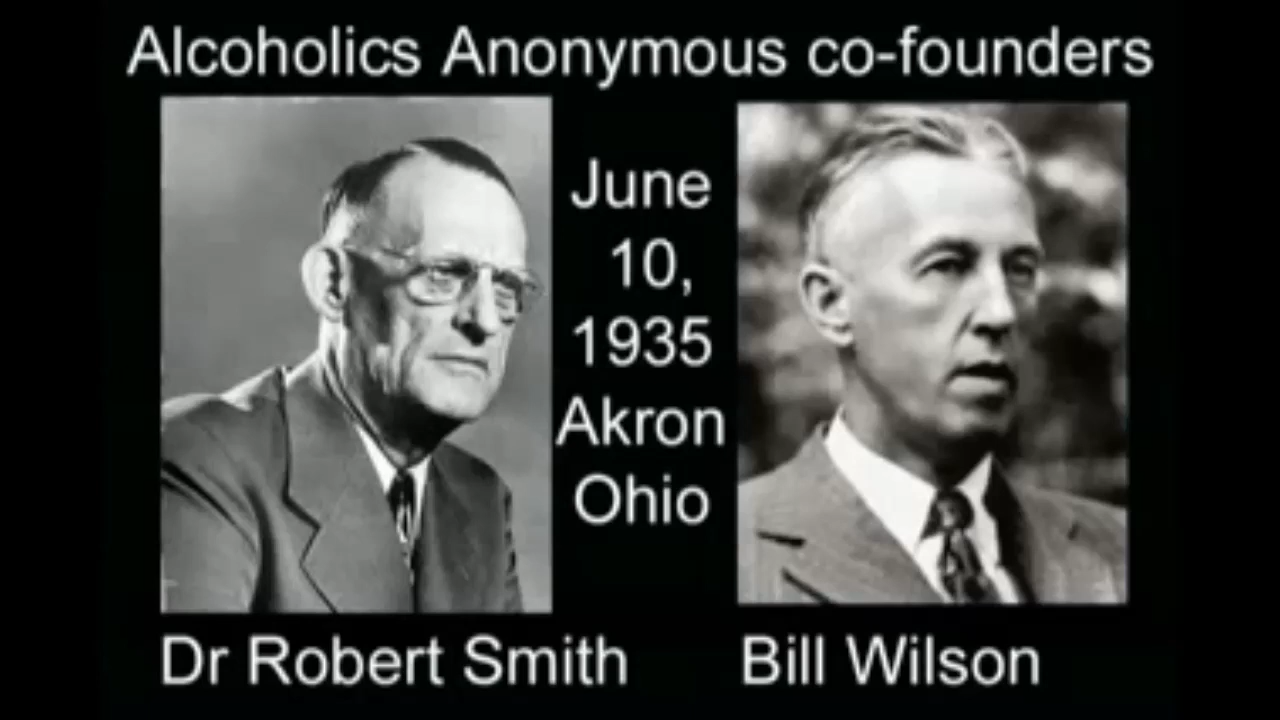 Alcoholics Anonymous co-founders
June
10,
1935
Akron
Ohio
Dr Robert Smith
Bill Wilson